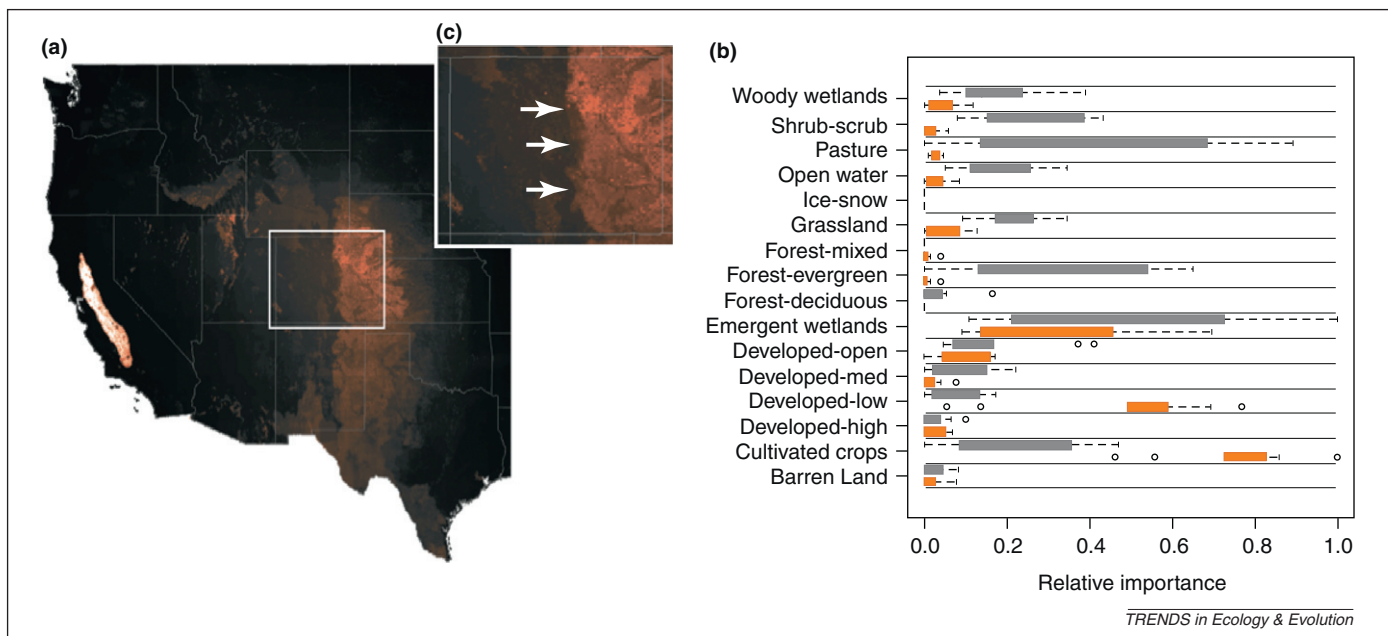 (a)
(c)
(b)
Woody wetlands
Shrub-scrub
Pasture
Open water
Ice-snow
Grassland
Forest-mixed
Forest-evergreen
Forest-deciduous
Emergent wetlands
Developed-open
Developed-med
Developed-low
Developed-high
Cultivated crops
Barren Land
0.0 0.2 0.4 0.6 0.8 1.0
Relative importance
TRENDS in Ecology & Evolution